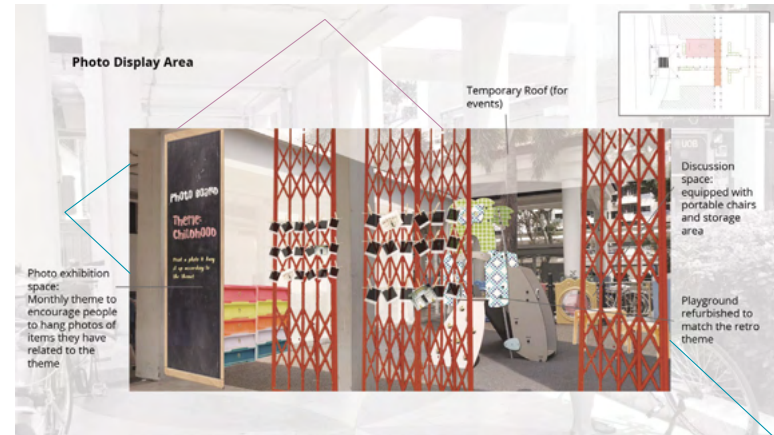 Photo Display Area
Temporary Roof (for
events)
Discussion
space:
equipped with
portable chairs
and storage
area
Photo Board
Theme:
Childhood
Photo exhibition
space:
Monthly theme to
encourage people
to hang photos of
items they have
related to the
theme
Playground
refurbished to
match the retro
theme